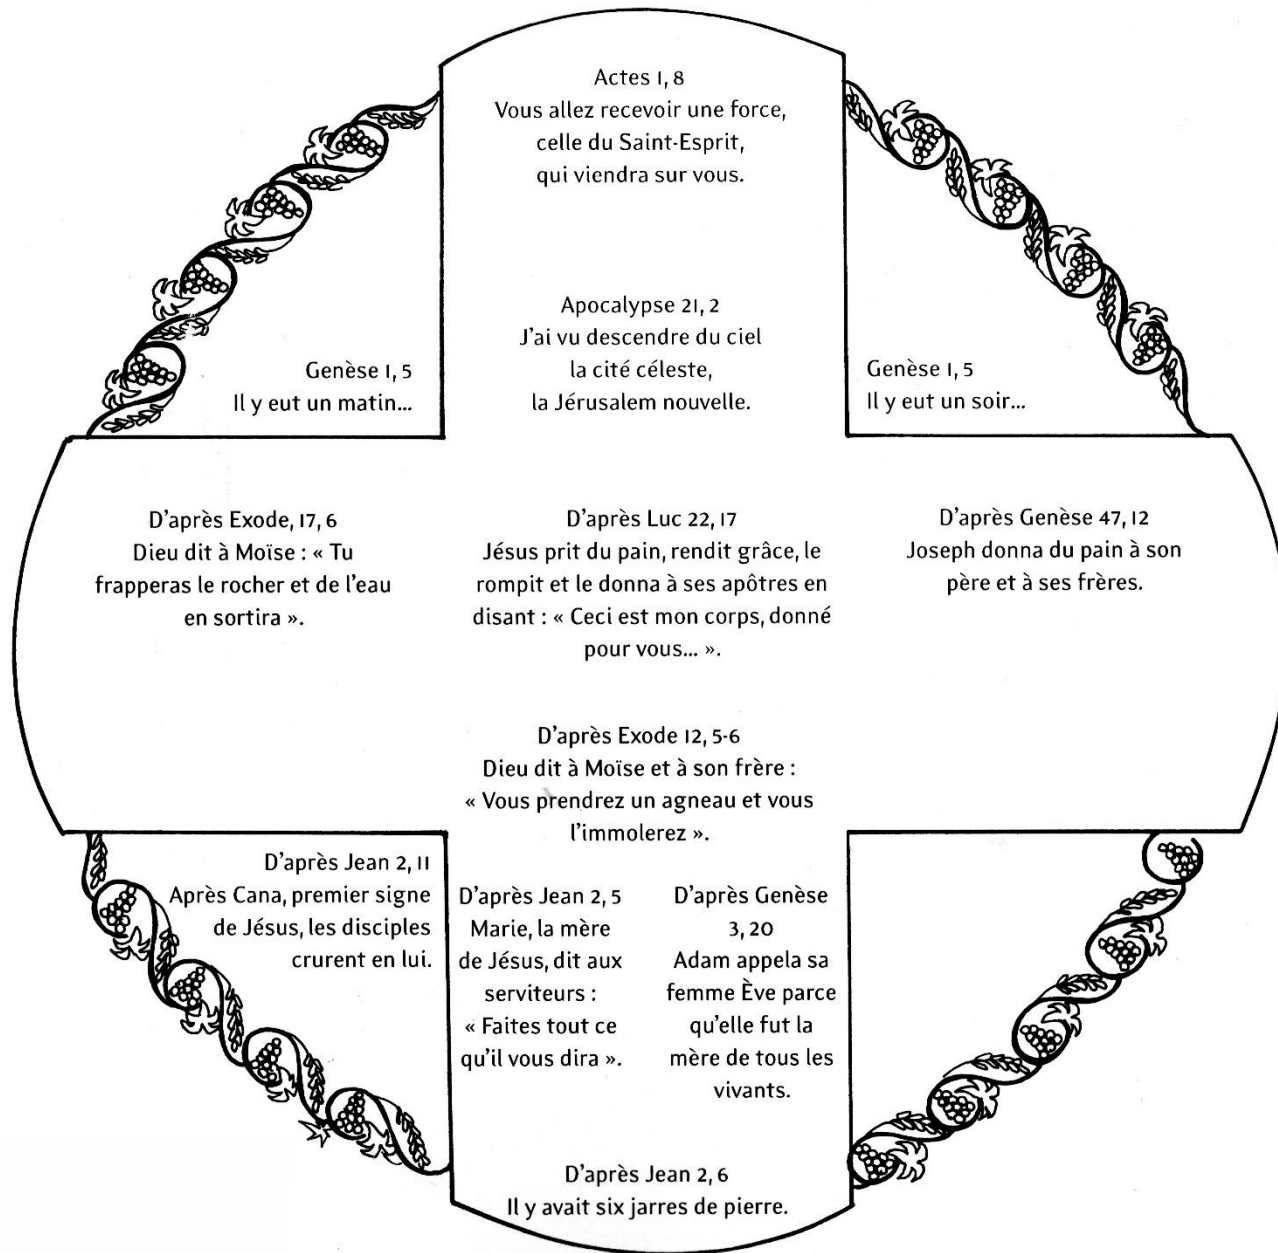 Actes 1, 8
Vous allez recevoir une force,
celle du Saint-Esprit,
qui viendra sur vous.
Apocalypse 21, 2
J'ai vu descendre du ciel
la cité céleste,
la Jérusalem nouvelle.
Genèse 1, 5
Il y eut un matin...
Genèse 1, 5
Il y eut un soir...
D'après Exode, 17, 6
Dieu dit à Moïse : « Tu
frapperas le rocher et de l'eau
en sortira ».
D'après Luc 22, 17
Jésus prit du pain, rendit grâce, le
rompit et le donna à ses apôtres en
disant : « Ceci est mon corps, donné
pour vous... ».
D'après Genèse 47, 12
Joseph donna du pain à son
père et à ses frères.
D'après Exode 12, 5-6
Dieu dit à Moïse et à son frère :
« Vous prendrez un agneau et vous
l'immolerez ».
D'après Jean 2, 11
Après Cana, premier signe
de Jésus, les disciples
crurent en lui.
D'après Jean 2, 5
Marie, la mère
de Jésus, dit aux
serviteurs :
« Faites tout ce
qu'il vous dira ».
D'après Genèse
3, 20
Adam appela sa
femme Ève parce
qu'elle fut la
mère de tous les
vivants.
D'après Jean 2, 6
Il y avait six jarres de pierre.